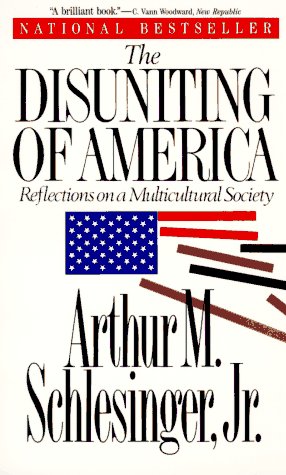 "A brilliant book."—C. Vann Woodward, New Republic
NATIONAL BESTSELLER
The
DISUNITING
OF AMERICA
Reflections on a Multicultural Society
Arthur M.
Schlesinger, Jr.